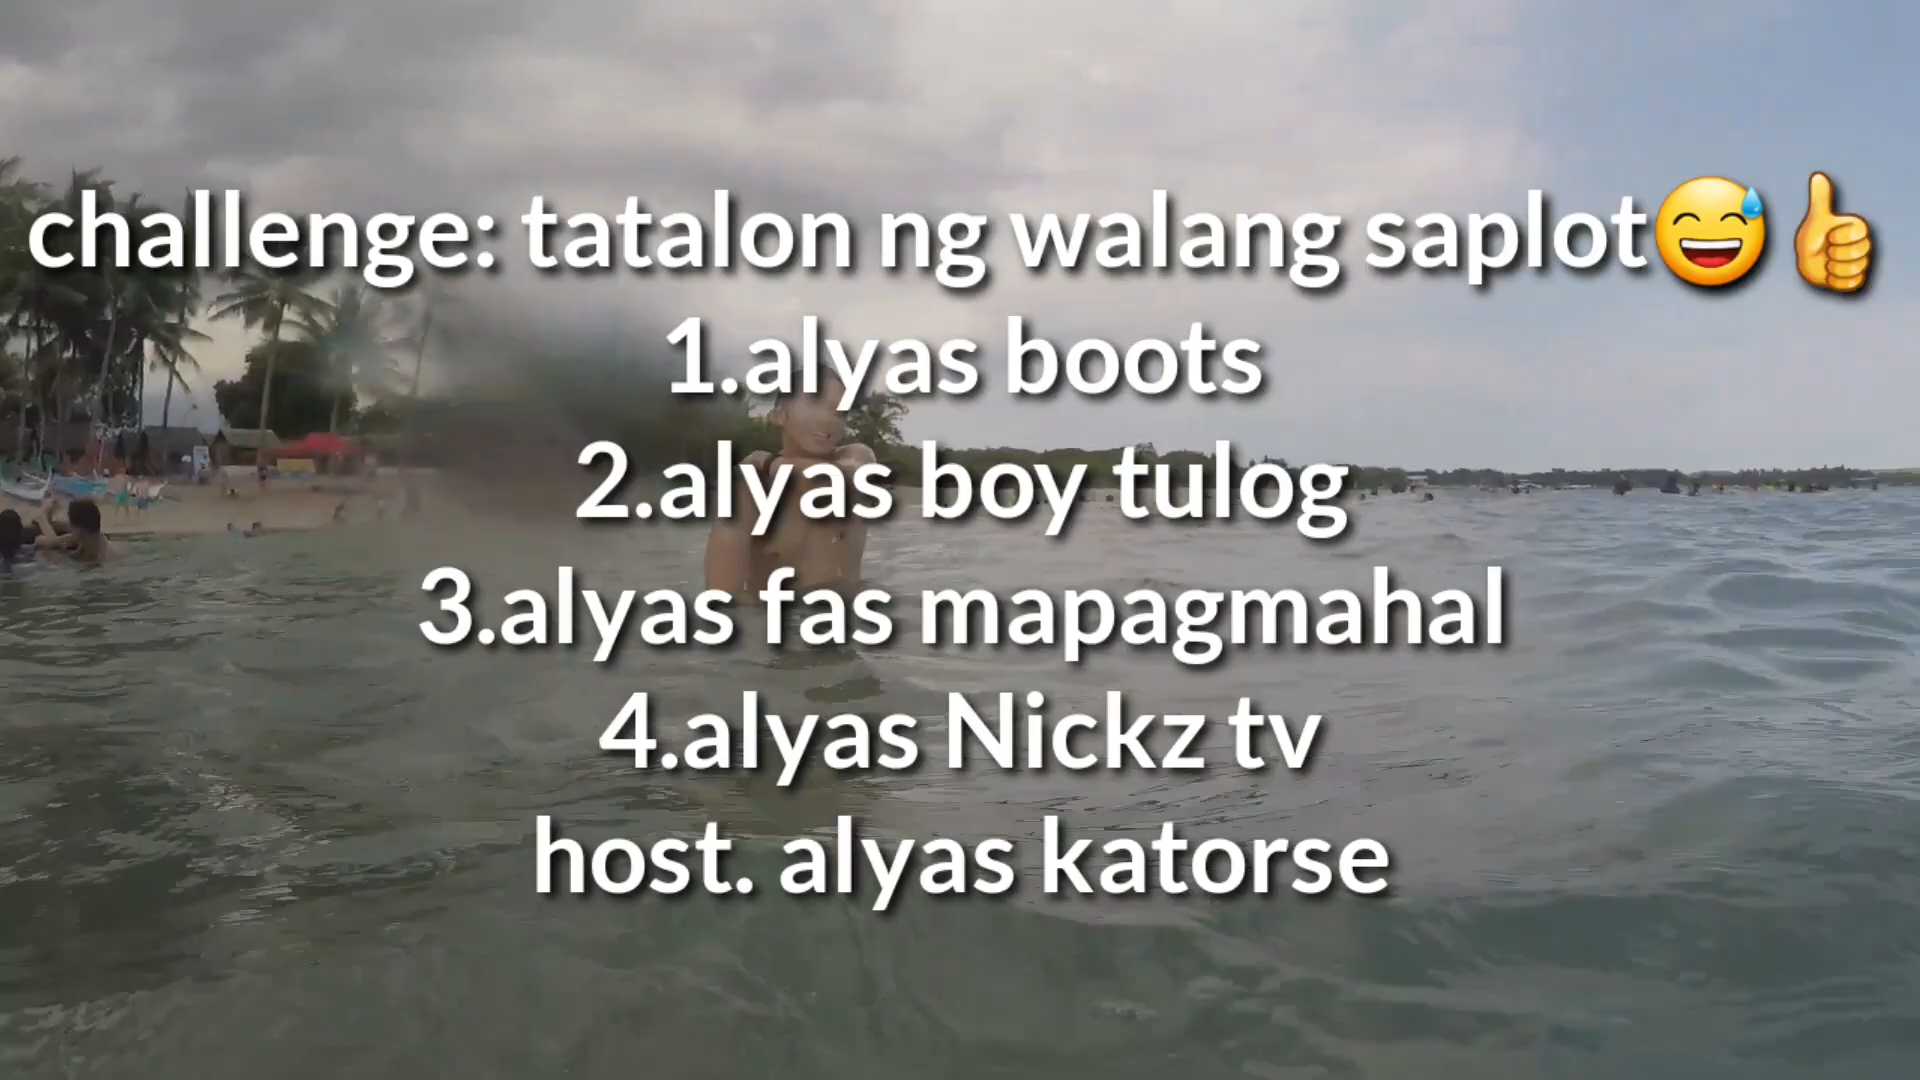 challenge: tatalon ng walang saplot😅👍
1.alyas boots
2.alyas boy tulog
3.alyas fas mapagmahal
4.alyas Nickz tv
host. alyas katorse